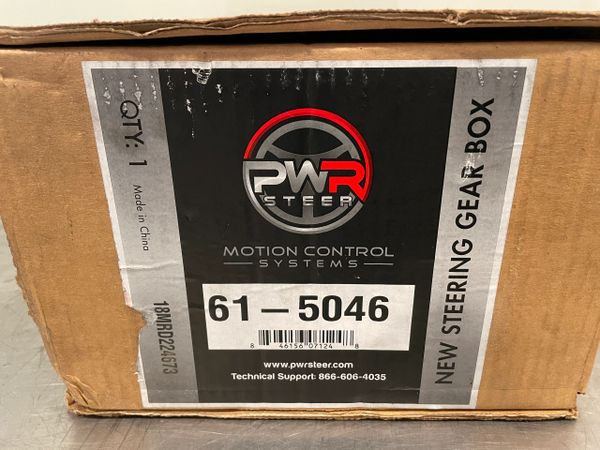 QTY: 1
Made in China
18MRD224673
PWR
STEER
MOTION CONTROL
SYSTEMS
61-5046
8 46156 07124 8
www.pwrsteer.com
Technical Support: 866-606-4035
NEW STEERING GEAR BOX